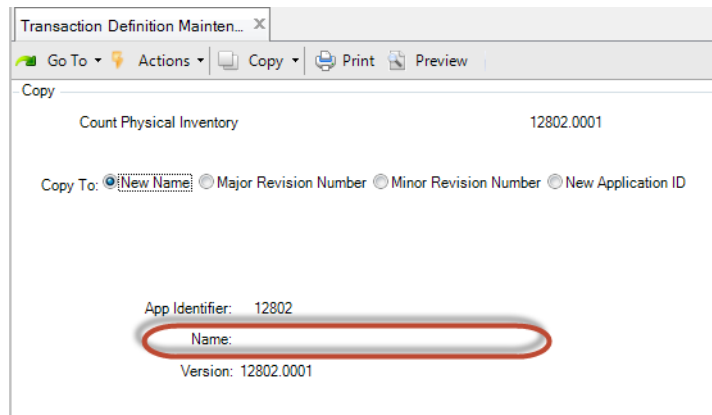 Transaction Definition Mainten... X
Go To Actions Copy Print Preview
Copy
Count Physical Inventory 12802.0001
Copy To: New Name Major Revision Number Minor Revision Number New Application ID
App Identifier: 12802
Name:
Version: 12802.0001